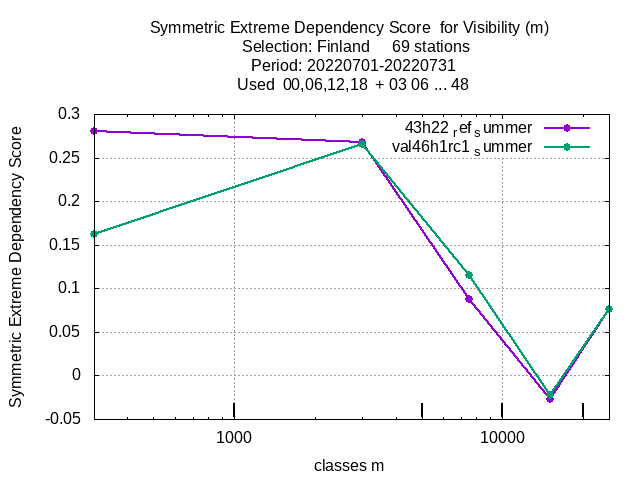 Symmetric Extreme Dependency Score  for Visibility (m)
Selection: Finland     69 stations
Period: 20220701-20220731
Used  00,06,12,18  + 03 06 ... 48
43h22 ref summer
val46h1rc1 summer
0.3
0.25
0.2
0.15
0.1
0.05
0
-0.05
Symmetric Extreme Dependency Score
1000
10000
classes m